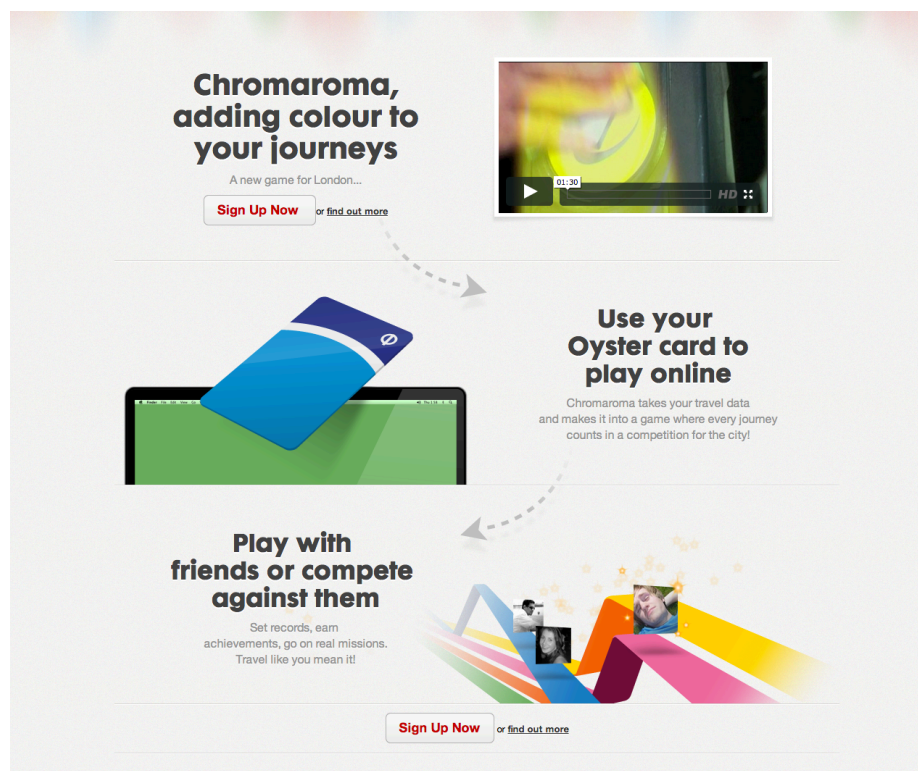 Chromaroma,
adding colour to
your journeys
A new game for London...
Sign Up Now or find out more
01:30
HD
Use your
Oyster card to
play online
Chromaroma takes your travel data
and makes it into a game where every journey
counts in a competition for the city!
Play with
friends or compete
against them
Set records, earn
achievements, go on real missions.
Travel like you mean it!
Sign Up Now or find out more